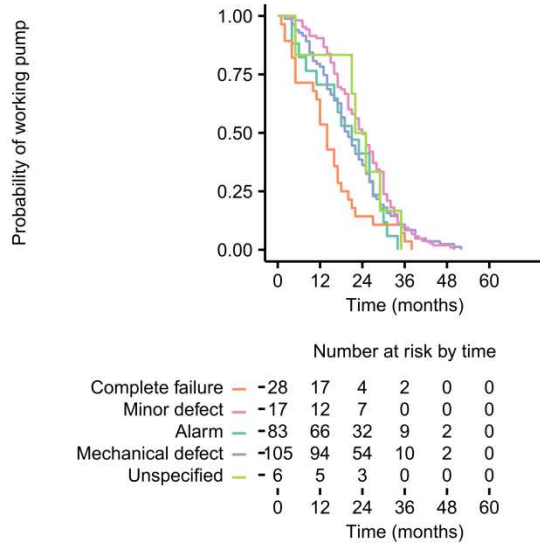 Probability of working pump
1.00
0.75
0.50
0.25
0.00
0 12 24 36 48 60
Time (months)
Number at risk by time
Complete failure 28 17 4 2 0 0
Minor defect 17 12 7 0 0 0
Alarm 83 66 32 9 2 0
Mechanical defect 105 94 54 10 2 0
Unspecified 6 5 3 0 0 0
0 12 24 36 48 60
Time (months)